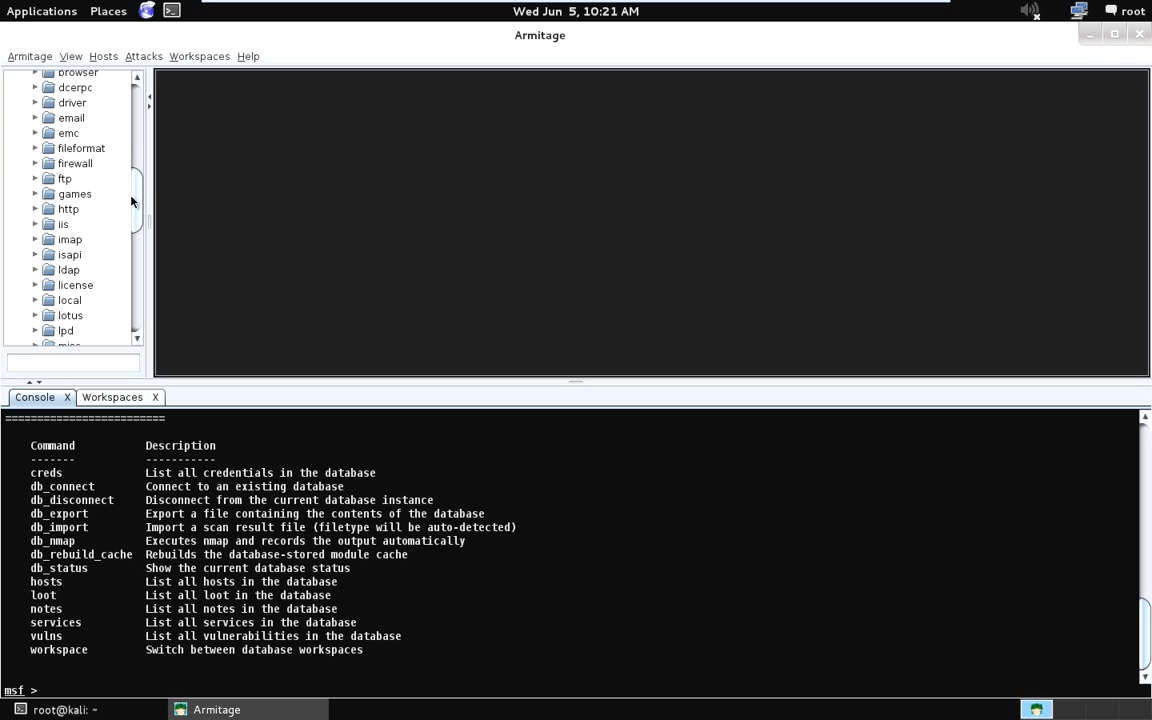 Applications Places Wed Jun 5, 10:21 AM root
Armitage
Armitage View Hosts Attacks Workspaces Help
browser
dcerpc
driver
email
emc
fileformat
firewall
ftp
games
http
iis
imap
isapi
ldap
license
local
lotus
lpd
misc
Console X Workspaces X
=========================
Command Description
------- -----------
creds List all credentials in the database
db_connect Connect to an existing database
db_disconnect Disconnect from the current database instance
db_export Export a file containing the contents of the database
db_import Import a scan result file (filetype will be auto-detected)
db_nmap Executes nmap and records the output automatically
db_rebuild_cache Rebuilds the database-stored module cache
db_status Show the current database status
hosts List all hosts in the database
loot List all loot in the database
notes List all notes in the database
services List all services in the database
vulns List all vulnerabilities in the database
workspace Switch between database workspaces
msf >
root@kali: ~ Armitage